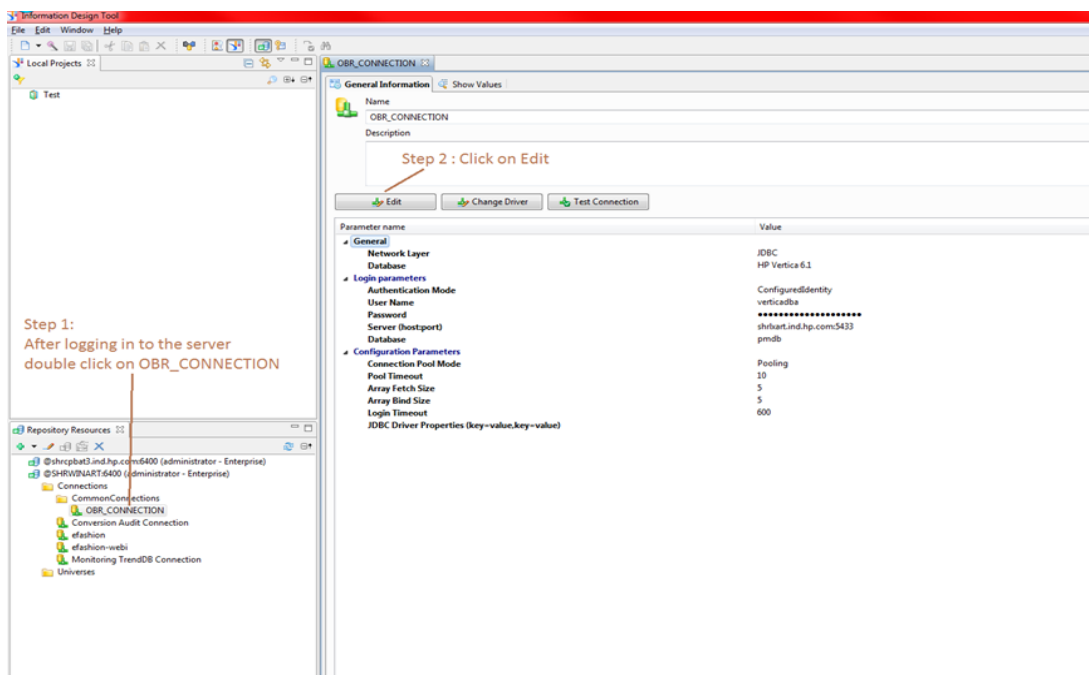 Information Design Tool
File Edit Window Help
Local Projects
Test
OBR_CONNECTION
General Information Show Values
Name
OBR_CONNECTION
Description
Step 2 : Click on Edit
Edit Change Driver Test Connection
Parameter name Value
General
Network Layer JDBC
Database HP Vertica 6.1
Login parameters
Authentication Mode ConfiguredIdentity
User Name verticadba
Password ••••••••••••••••••••
Server (host:port) shrlxart.ind.hp.com:5433
Database pmdb
Configuration Parameters
Connection Pool Mode Pooling
Pool Timeout 10
Array Fetch Size 5
Array Bind Size 5
Login Timeout 600
JDBC Driver Properties (key=value,key=value)
Step 1:
After logging in to the server
double click on OBR_CONNECTION
Repository Resources
@shrcpbat3.ind.hp.com:6400 (administrator - Enterprise)
@SHRWINART:6400 (administrator - Enterprise)
Connections
CommonConnections
OBR_CONNECTION
Conversion Audit Connection
efashion
efashion-webi
Monitoring TrendDB Connection
Universes